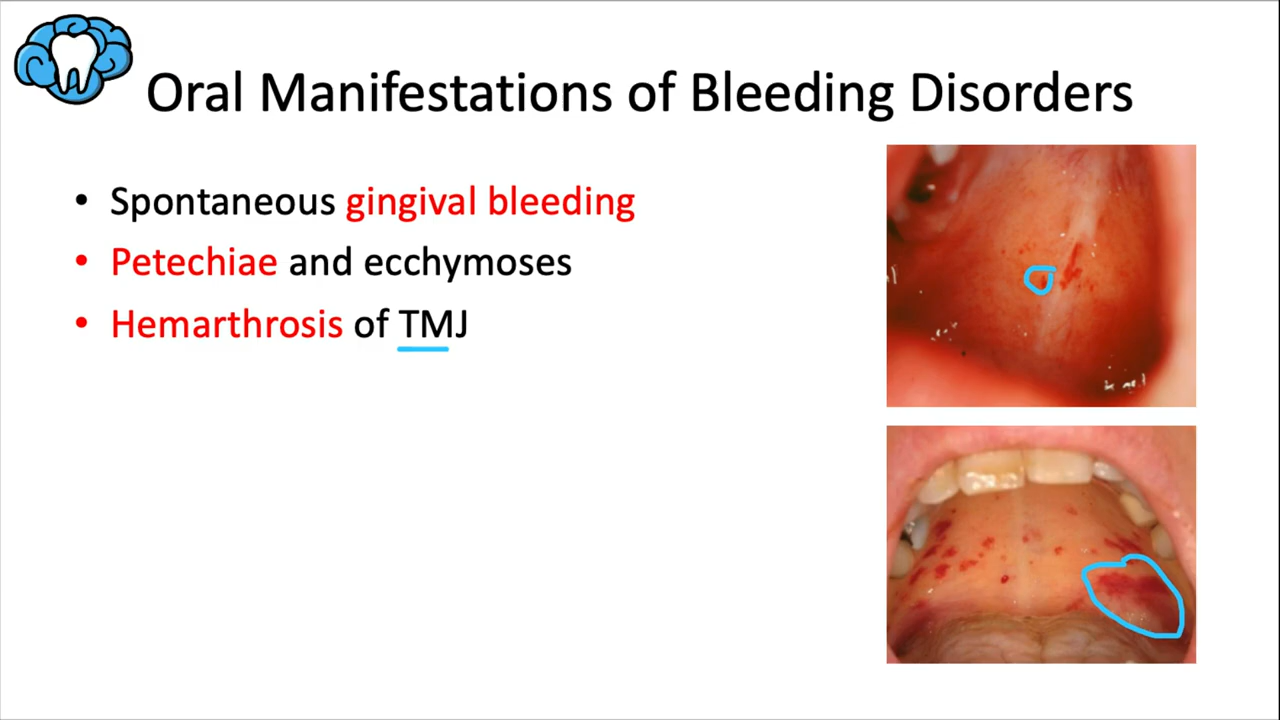 Oral Manifestations of Bleeding Disorders
• Spontaneous gingival bleeding
• Petechiae and ecchymoses
• Hemarthrosis of TMJ